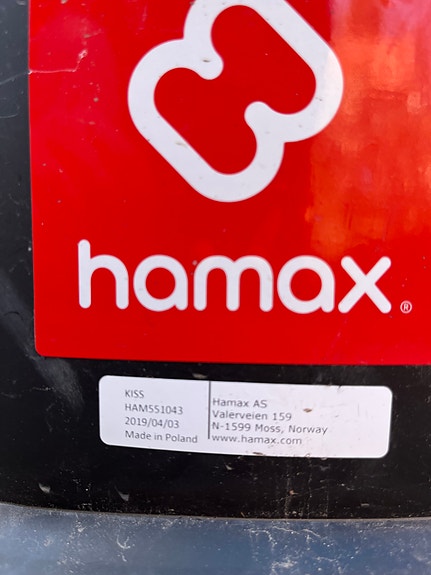 hamax®
KISS
HAM551043
2019/04/03
Made in Poland
Hamax AS
Valerveien 159
N-1599 Moss, Norway
www.hamax.com